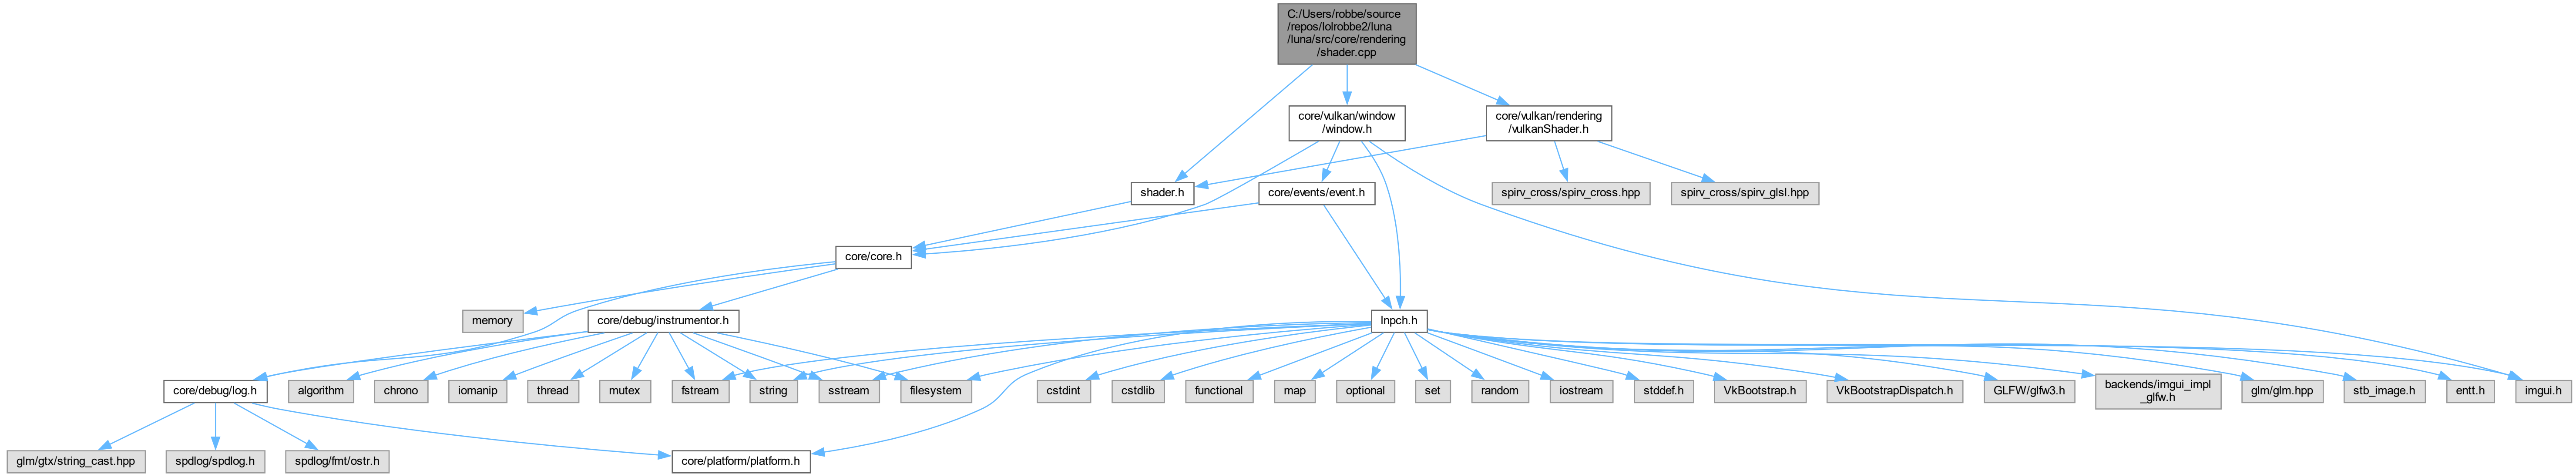 C:/Users/robbe/source
/repos/lolrobbe2/luna
/luna/src/core/rendering
/shader.cpp
core/vulkan/window
/window.h
core/vulkan/rendering
/vulkanShader.h
shader.h
core/events/event.h
spirv_cross/spirv_cross.hpp
spirv_cross/spirv_glsl.hpp
core/core.h
memory
core/debug/instrumentor.h
lnpch.h
core/debug/log.h
algorithm
chrono
iomanip
thread
mutex
fstream
string
sstream
filesystem
cstdint
cstdlib
functional
map
optional
set
random
iostream
stddef.h
VkBootstrap.h
VkBootstrapDispatch.h
GLFW/glfw3.h
backends/imgui_impl
_glfw.h
glm/glm.hpp
stb_image.h
entt.h
imgui.h
glm/gtx/string_cast.hpp
spdlog/spdlog.h
spdlog/fmt/ostr.h
core/platform/platform.h